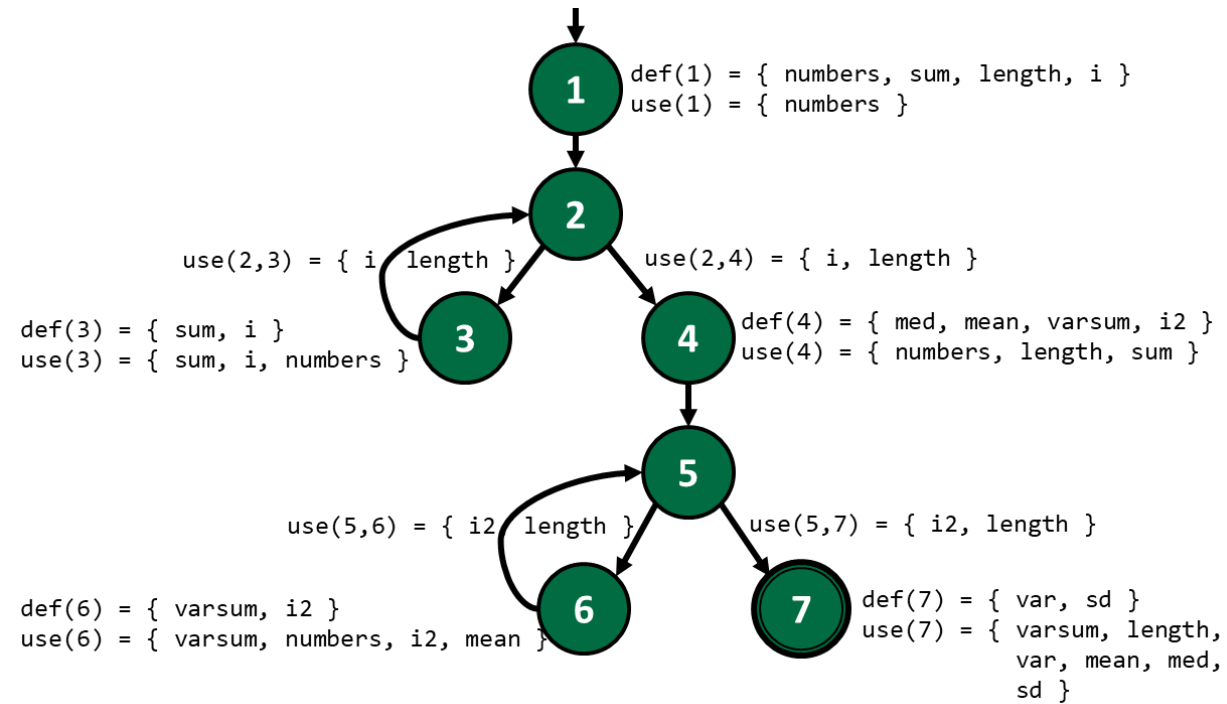 1
def(1) = { numbers, sum, length, i }
use(1) = { numbers }
2
use(2,3) = { i, length }
use(2,4) = { i, length }
3
def(3) = { sum, i }
use(3) = { sum, i, numbers }
4
def(4) = { med, mean, varsum, i2 }
use(4) = { numbers, length, sum }
5
use(5,6) = { i2, length }
use(5,7) = { i2, length }
6
def(6) = { varsum, i2 }
use(6) = { varsum, numbers, i2, mean }
7
def(7) = { var, sd }
use(7) = { varsum, length,
var, mean, med,
sd }